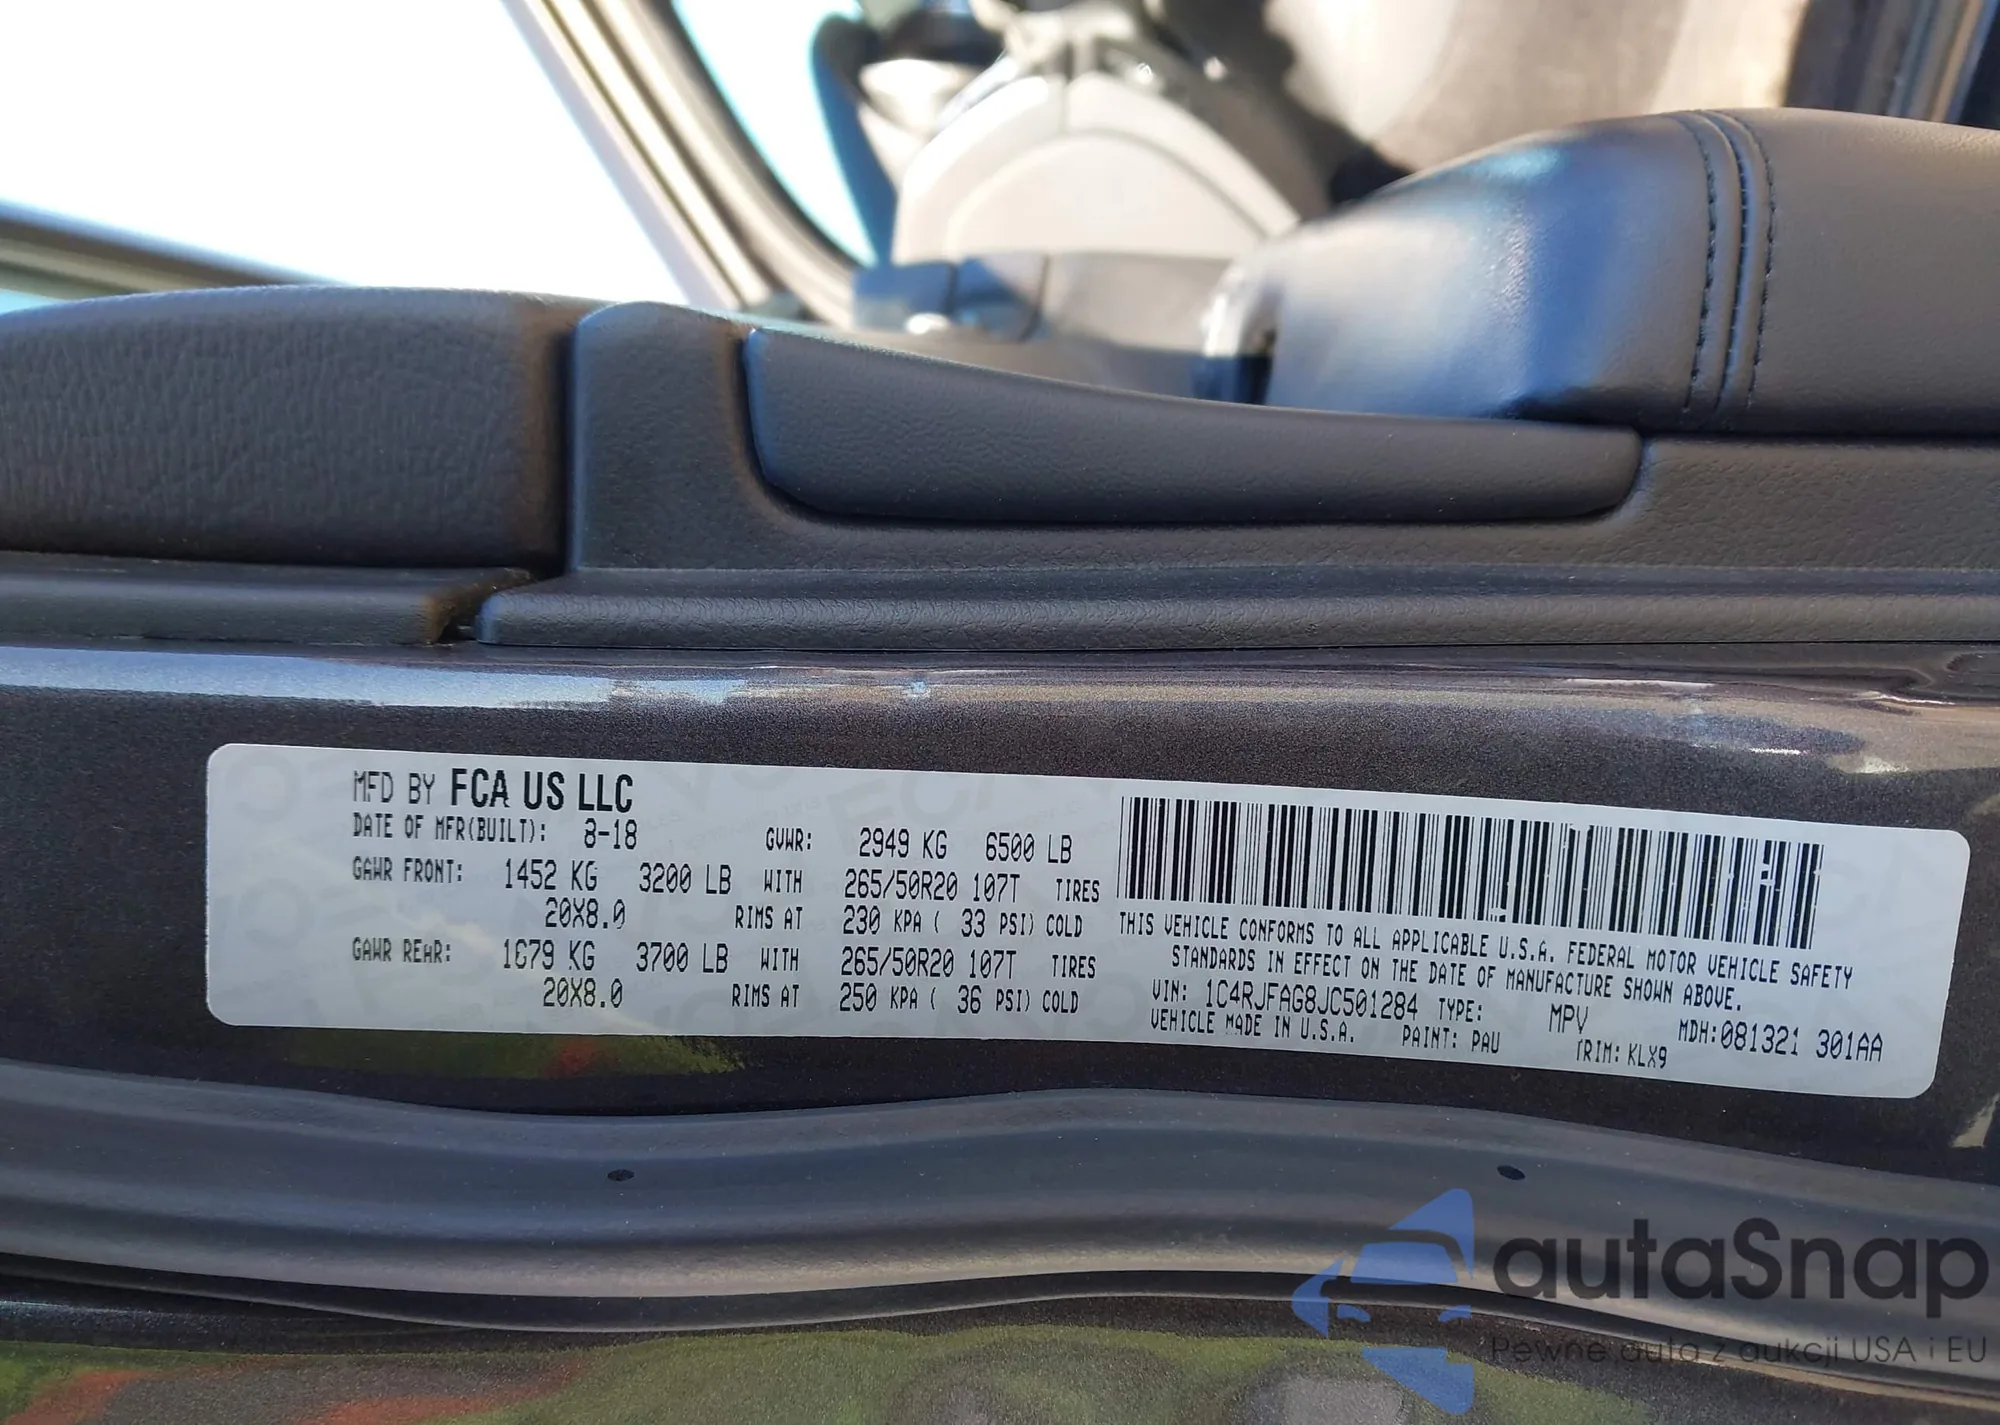 MFD BY FCA US LLC
DATE OF MFR(BUILT): 8-18 GVWR: 2949 KG 6500 LB
GAWR FRONT: 1452 KG 3200 LB WITH 265/50R20 107T TIRES
20X8.0 RIMS AT 230 KPA ( 33 PSI) COLD
GAWR REAR: 1679 KG 3700 LB WITH 265/50R20 107T TIRES
20X8.0 RIMS AT 250 KPA ( 36 PSI) COLD
THIS VEHICLE CONFORMS TO ALL APPLICABLE U.S.A. FEDERAL MOTOR VEHICLE SAFETY
STANDARDS IN EFFECT ON THE DATE OF MANUFACTURE SHOWN ABOVE.
VIN: 1C4RJFAG8JC501284 TYPE: MPV MDH:081321 301AA
VEHICLE MADE IN U.S.A. PAINT: PAU TRIM: KLX9
autaSnap
Pewne auta z aukcji USA i EU